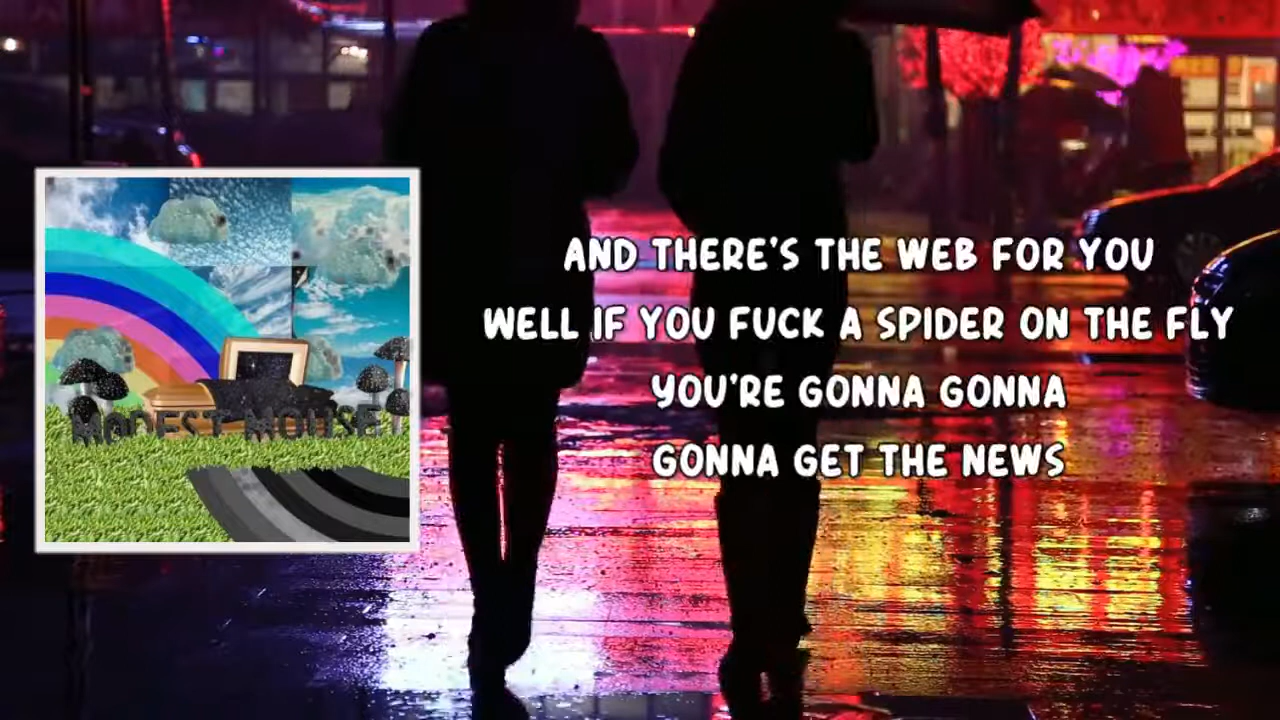 MODEST MOUSE
AND THERE'S THE WEB FOR YOU
WELL IF YOU FUCK A SPIDER ON THE FLY
YOU'RE GONNA GONNA
GONNA GET THE NEWS